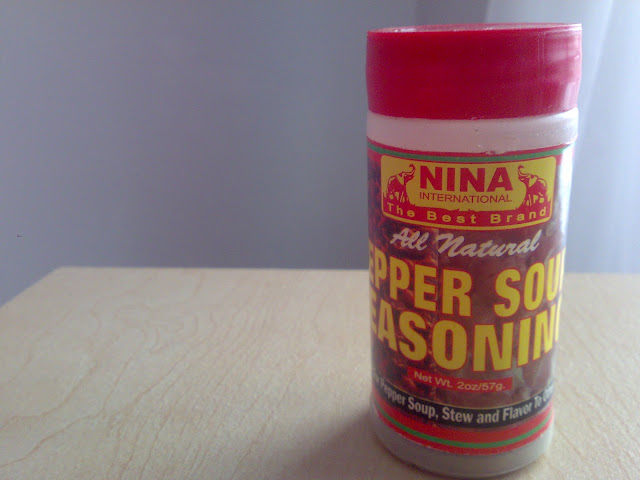 NINA
INTERNATIONAL
The Best Brand
All Natural
EPPER SOU
EASONING
Net Wt. 2oz/57g.
Pepper Soup, Stew and Flavor To